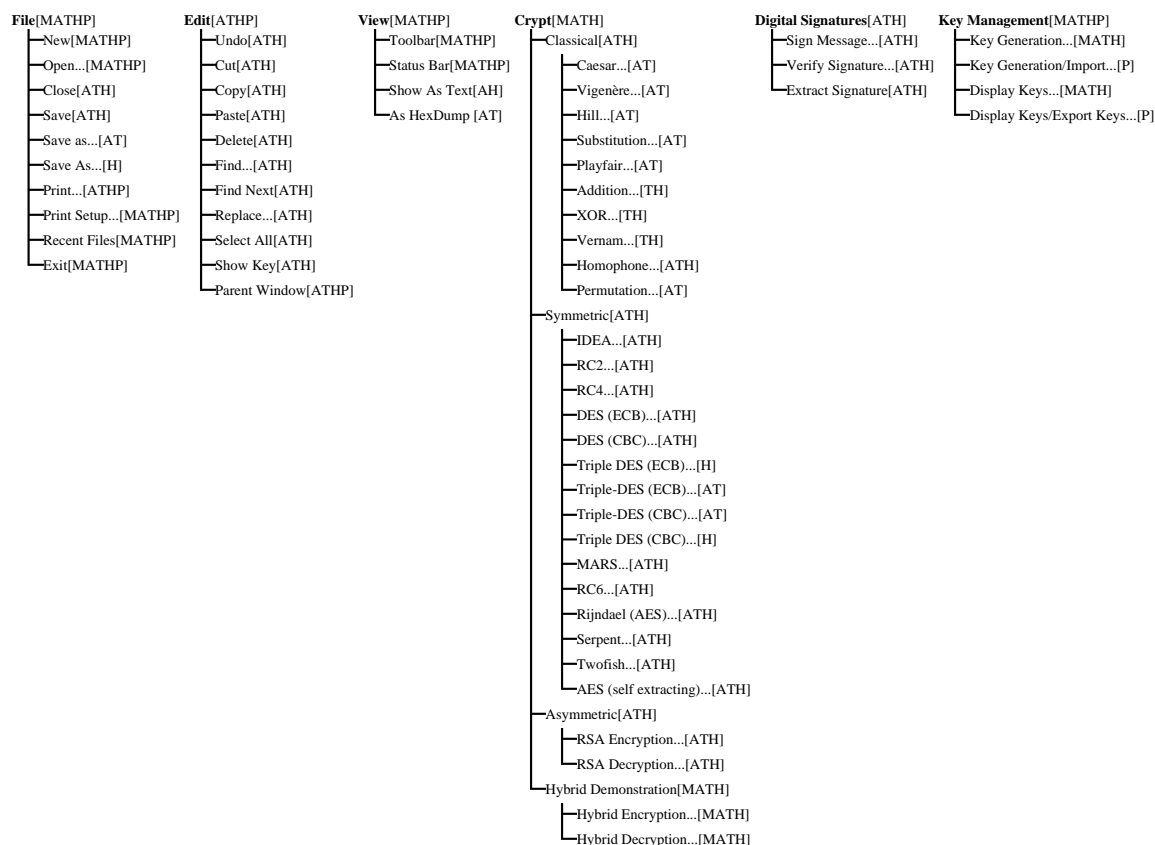 File[MATHP]
New[MATHP]
Open...[MATHP]
Close[ATH]
Save[ATH]
Save as...[AT]
Save As...[H]
Print...[ATHP]
Print Setup...[MATHP]
Recent Files[MATHP]
Exit[MATHP]
Edit[ATHP]
Undo[ATH]
Cut[ATH]
Copy[ATH]
Paste[ATH]
Delete[ATH]
Find...[ATH]
Find Next[ATH]
Replace...[ATH]
Select All[ATH]
Show Key[ATH]
Parent Window[ATHP]
View[MATHP]
Toolbar[MATHP]
Status Bar[MATHP]
Show As Text[AH]
As HexDump [AT]
Crypt[MATH]
Classical[ATH]
Caesar...[AT]
Vigenère...[AT]
Hill...[AT]
Substitution...[AT]
Playfair...[AT]
Addition...[TH]
XOR...[TH]
Vernam...[TH]
Homophone...[ATH]
Permutation...[AT]
Symmetric[ATH]
IDEA...[ATH]
RC2...[ATH]
RC4...[ATH]
DES (ECB)...[ATH]
DES (CBC)...[ATH]
Triple DES (ECB)...[H]
Triple-DES (ECB)...[AT]
Triple-DES (CBC)...[AT]
Triple DES (CBC)...[H]
MARS...[ATH]
RC6...[ATH]
Rijndael (AES)...[ATH]
Serpent...[ATH]
Twofish...[ATH]
AES (self extracting)...[ATH]
Asymmetric[ATH]
RSA Encryption...[ATH]
RSA Decryption...[ATH]
Hybrid Demonstration[MATH]
Hybrid Encryption...[MATH]
Hybrid Decryption...[MATH]
Digital Signatures[ATH]
Sign Message...[ATH]
Verify Signature...[ATH]
Extract Signature[ATH]
Key Management[MATHP]
Key Generation...[MATH]
Key Generation/Import...[P]
Display Keys...[MATH]
Display Keys/Export Keys...[P]